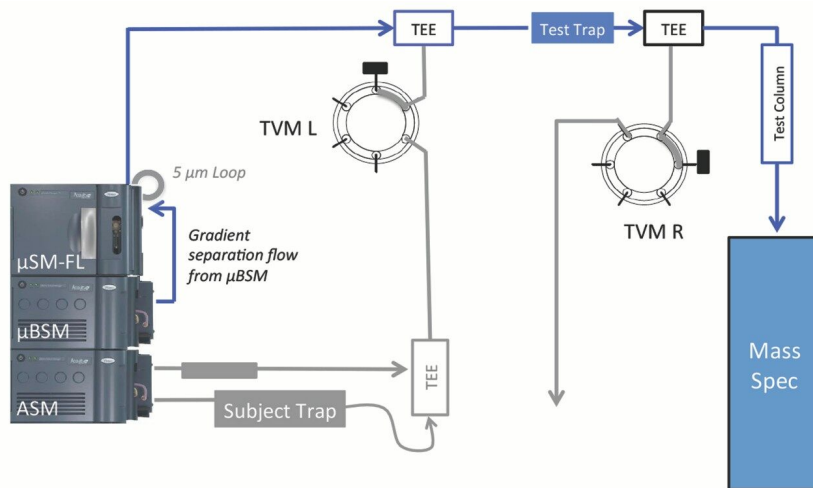 TEE
Test Trap
TEE
Test Column
TVM L
TVM R
5 μm Loop
Gradient
separation flow
from μBSM
μSM-FL
μBSM
ASM
TEE
Subject Trap
Mass
Spec